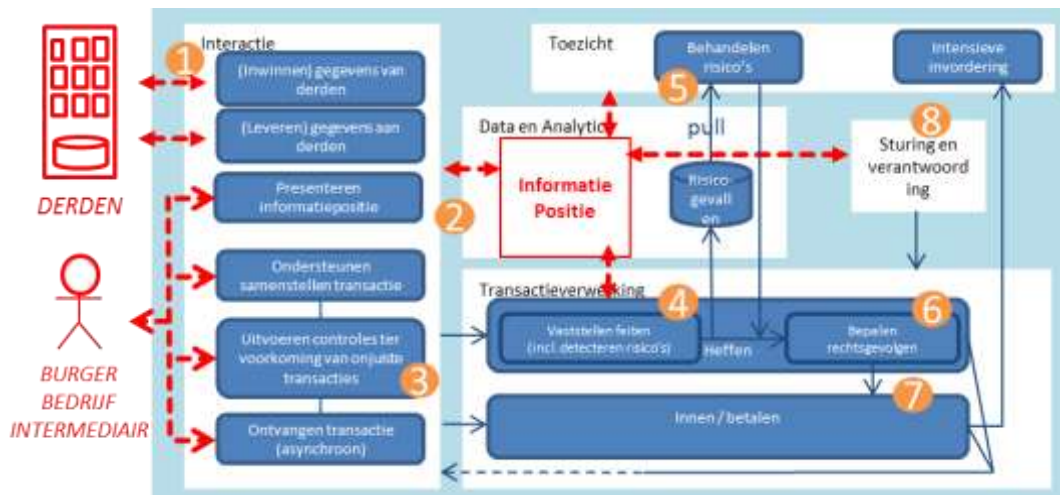 DERDEN
BURGER
BEDRIJF
INTERMEDIAIR
Interactie
1
(Inwinnen) gegevens van
derden
(Leveren) gegevens aan
derden
Presenteren
informatiepositie
2
Ondersteunen
samenstellen transactie
Uitvoeren controles ter
voorkoming van onjuiste
transacties
3
Ontvangen transactie
(asynchroon)
Toezicht
Behandelen
risico's
5
Intensieve
invordering
Data en Analytic
pull
Informatie
Positie
Risico-
gevall
en
8
Sturing en
verantwoord
ing
Transactieverwerking
4
Vaststellen feiten
(incl. detecteren risico's)
Heffen
6
Bepalen
rechtsgevolgen
7
Innen / betalen